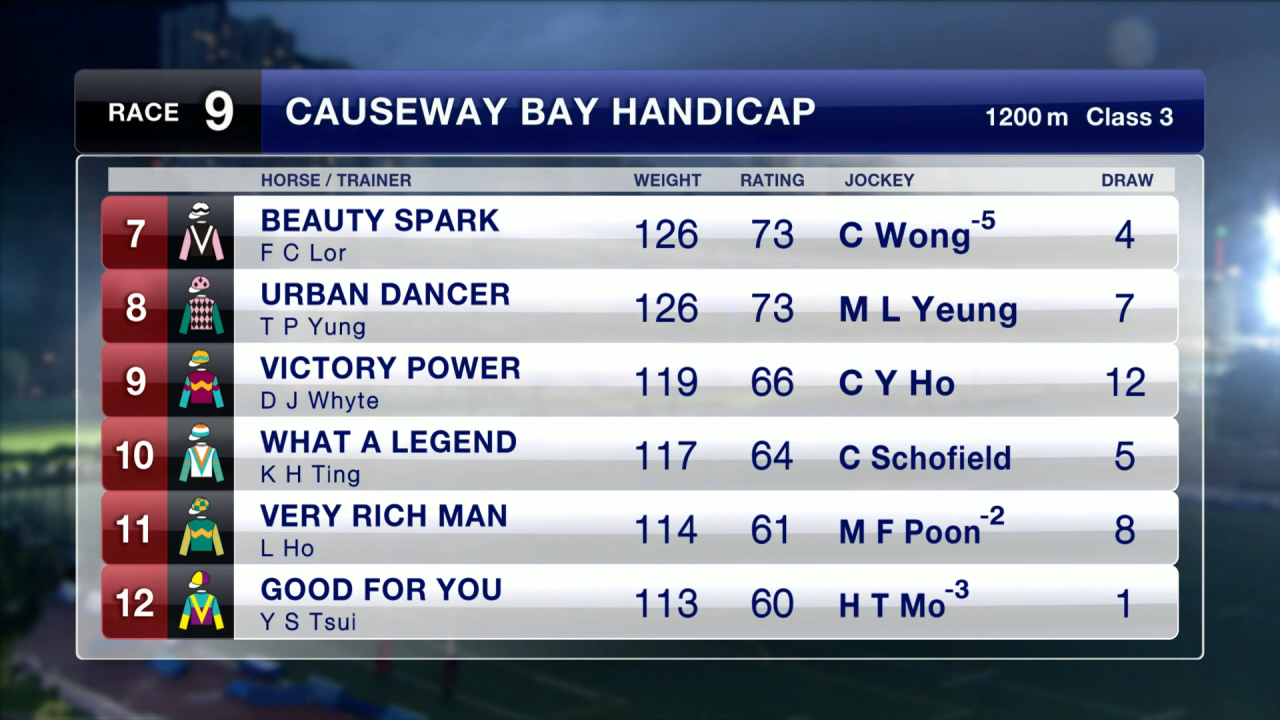 RACE 9 CAUSEWAY BAY HANDICAP 1200 m Class 3
HORSE / TRAINER WEIGHT RATING JOCKEY DRAW
7 BEAUTY SPARK 126 73 C Wong-5 4
F C Lor
8 URBAN DANCER 126 73 M L Yeung 7
T P Yung
9 VICTORY POWER 119 66 C Y Ho 12
D J Whyte
10 WHAT A LEGEND 117 64 C Schofield 5
K H Ting
11 VERY RICH MAN 114 61 M F Poon-2 8
L Ho
12 GOOD FOR YOU 113 60 H T Mo-3 1
Y S Tsui